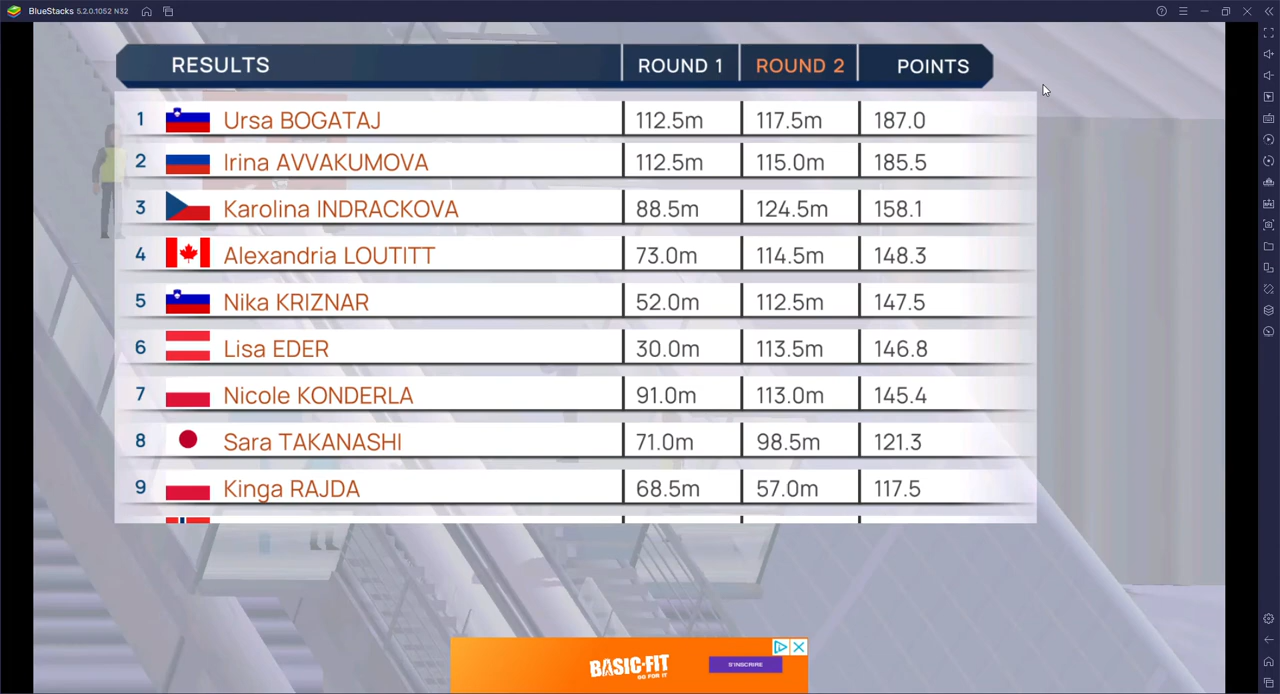 BlueStacks 5.2.0.1052 N32
RESULTS ROUND 1 ROUND 2 POINTS
1 Ursa BOGATAJ 112.5m 117.5m 187.0
2 Irina AVVAKUMOVA 112.5m 115.0m 185.5
3 Karolina INDRACKOVA 88.5m 124.5m 158.1
4 Alexandria LOUTITT 73.0m 114.5m 148.3
5 Nika KRIZNAR 52.0m 112.5m 147.5
6 Lisa EDER 30.0m 113.5m 146.8
7 Nicole KONDERLA 91.0m 113.0m 145.4
8 Sara TAKANASHI 71.0m 98.5m 121.3
9 Kinga RAJDA 68.5m 57.0m 117.5
BASIC-FIT
GO FOR IT
S'INSCRIRE